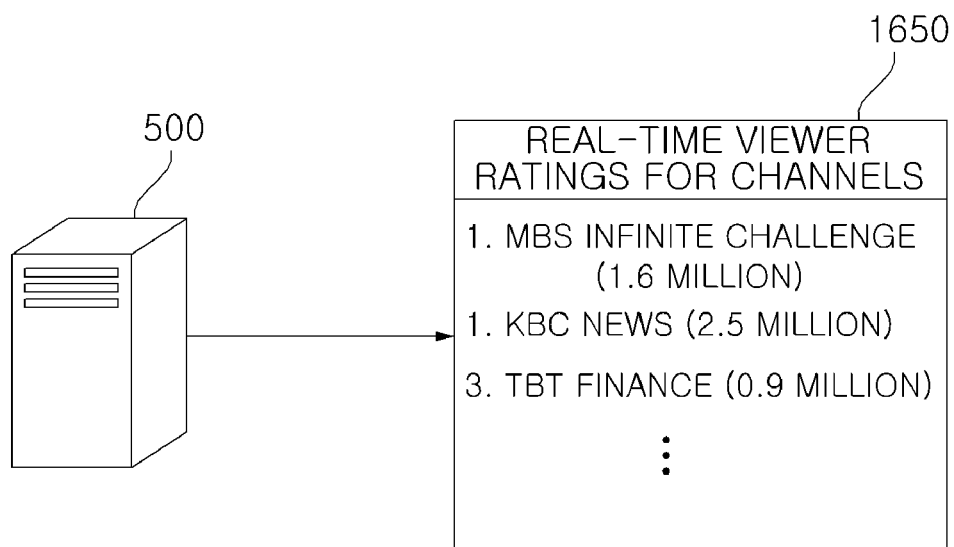 1650
500
REAL-TIME VIEWER
RATINGS FOR CHANNELS
1. MBS INFINITE CHALLENGE
(1.6 MILLION)
1. KBC NEWS (2.5 MILLION)
3. TBT FINANCE (0.9 MILLION)